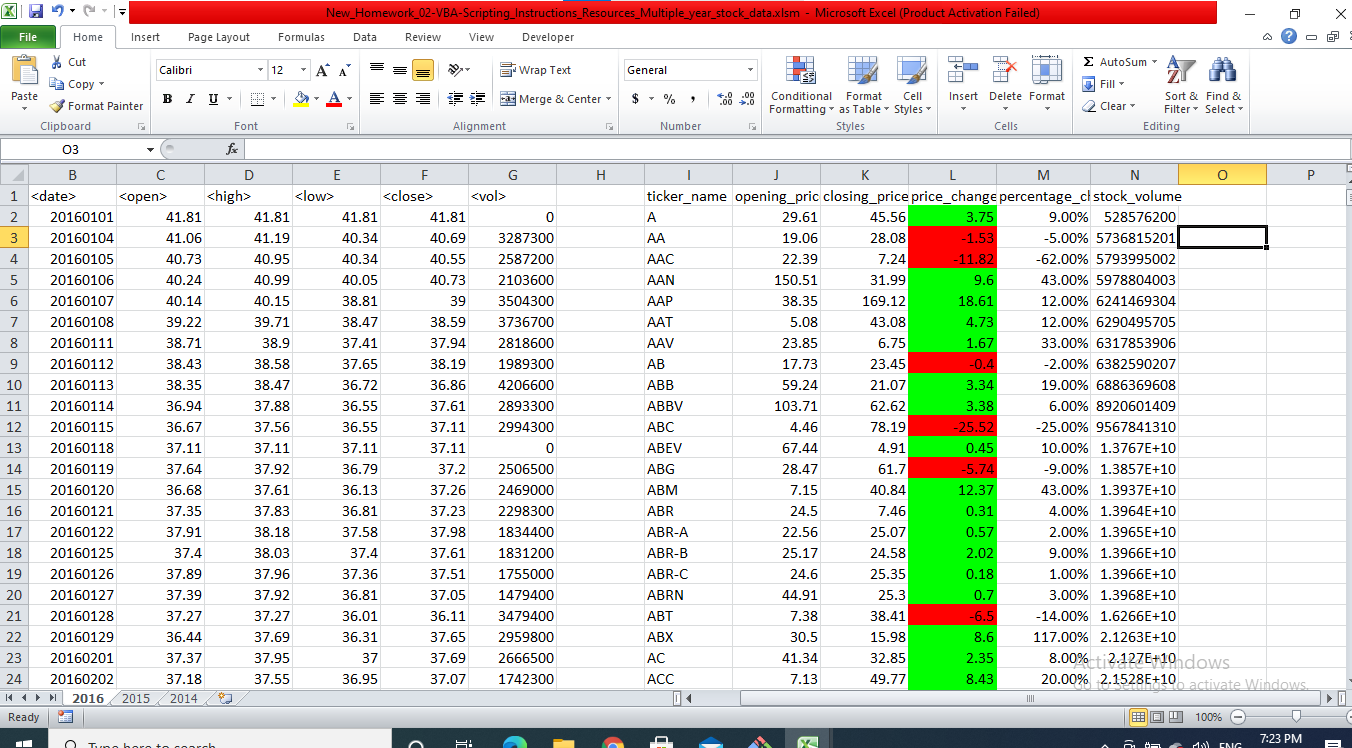 New_Homework_02-VBA-Scripting_Instructions_Resources_Multiple_year_stock_data.xlsm - Microsoft Excel (Product Activation Failed)
File Home Insert Page Layout Formulas Data Review View Developer
Paste Cut Calibri 12 Wrap Text General Conditional Formatting Format as Table Cell Styles Insert Delete Format AutoSum Sort & Filter Find & Select
Copy Fill
Format Painter B I U Merge & Center $ % , Clear
Clipboard Font Alignment Number Styles Cells Editing
O3 fx
B C D E F G H I J K L M N O P
1 <date> <open> <high> <low> <close> <vol> ticker_name opening_pric closing_price price_change percentage_cl stock_volume
2 20160101 41.81 41.81 41.81 41.81 0 A 29.61 45.56 3.75 9.00% 528576200
3 20160104 41.06 41.19 40.34 40.69 3287300 AA 19.06 28.08 -1.53 -5.00% 5736815201
4 20160105 40.73 40.95 40.34 40.55 2587200 AAC 22.39 7.24 -11.82 -62.00% 5793995002
5 20160106 40.24 40.99 40.05 40.73 2103600 AAN 150.51 31.99 9.6 43.00% 5978804003
6 20160107 40.14 40.15 38.81 39 3504300 AAP 38.35 169.12 18.61 12.00% 6241469304
7 20160108 39.22 39.71 38.47 38.59 3736700 AAT 5.08 43.08 4.73 12.00% 6290495705
8 20160111 38.71 38.9 37.41 37.94 2818600 AAV 23.85 6.75 1.67 33.00% 6317853906
9 20160112 38.43 38.58 37.65 38.19 1989300 AB 17.73 23.45 -0.4 -2.00% 6382590207
10 20160113 38.35 38.47 36.72 36.86 4206600 ABB 59.24 21.07 3.34 19.00% 6886369608
11 20160114 36.94 37.88 36.55 37.61 2893300 ABBV 103.71 62.62 3.38 6.00% 8920601409
12 20160115 36.67 37.56 36.55 37.11 2994300 ABC 4.46 78.19 -25.52 -25.00% 9567841310
13 20160118 37.11 37.11 37.11 37.11 0 ABEV 67.44 4.91 0.45 10.00% 1.3767E+10
14 20160119 37.64 37.92 36.79 37.2 2506500 ABG 28.47 61.7 -5.74 -9.00% 1.3857E+10
15 20160120 36.68 37.61 36.13 37.26 2469000 ABM 7.15 40.84 12.37 43.00% 1.3937E+10
16 20160121 37.35 37.83 36.81 37.23 2298300 ABR 24.5 7.46 0.31 4.00% 1.3964E+10
17 20160122 37.91 38.18 37.58 37.98 1834400 ABR-A 22.56 25.07 0.57 2.00% 1.3965E+10
18 20160125 37.4 38.03 37.4 37.61 1831200 ABR-B 25.17 24.58 2.02 9.00% 1.3966E+10
19 20160126 37.89 37.96 37.36 37.51 1755000 ABR-C 24.6 25.35 0.18 1.00% 1.3966E+10
20 20160127 37.39 37.92 36.81 37.05 1479400 ABRN 44.91 25.3 0.7 3.00% 1.3968E+10
21 20160128 37.27 37.27 36.01 36.11 3479400 ABT 7.38 38.41 -6.5 -14.00% 1.6266E+10
22 20160129 36.44 37.69 36.31 37.65 2959800 ABX 30.5 15.98 8.6 117.00% 2.1263E+10
23 20160201 37.37 37.95 37 37.69 2666500 AC 41.34 32.85 2.35 8.00% 2.127E+10
24 20160202 37.18 37.55 36.95 37.07 1742300 ACC 7.13 49.77 8.43 20.00% 2.1528E+10
Activate Windows
Go to Settings to activate Windows.
2016 2015 2014
Ready 100%
Type here to search ENG 7:23 PM